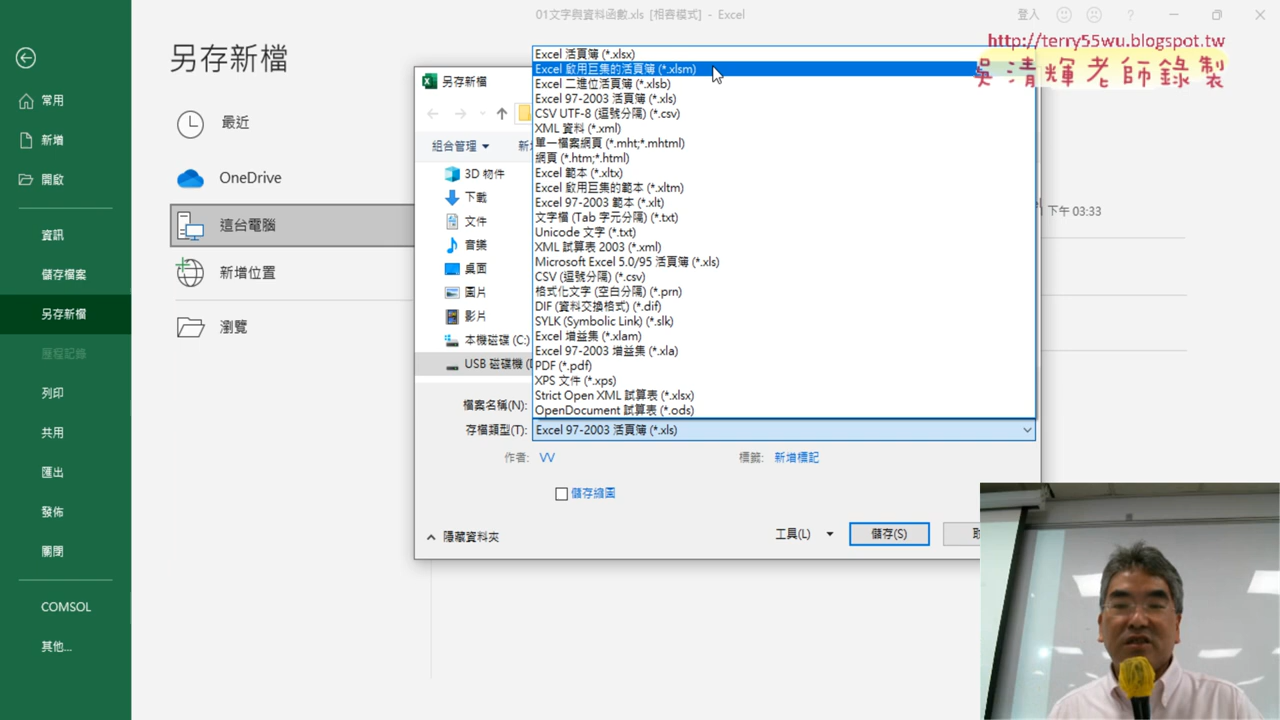 01文字與資料函數.xls [相容模式] - Excel
登入
?
http://terry55wu.blogspot.tw
吳清輝老師錄製
另存新檔
常用
新增
開啟
資訊
儲存檔案
另存新檔
歷程記錄
列印
共用
匯出
發佈
關閉
COMSOL
其他...
最近
OneDrive
這台電腦
新增位置
瀏覽
下午 03:33
另存新檔
組合管理
3D 物件
下載
文件
音樂
桌面
圖片
影片
本機磁碟 (C:)
USB 磁碟機
Excel 活頁簿 (*.xlsx)
Excel 啟用巨集的活頁簿 (*.xlsm)
Excel 二進位活頁簿 (*.xlsb)
Excel 97-2003 活頁簿 (*.xls)
CSV UTF-8 (逗號分隔) (*.csv)
XML 資料 (*.xml)
單一檔案網頁 (*.mht;*.mhtml)
網頁 (*.htm;*.html)
Excel 範本 (*.xltx)
Excel 啟用巨集的範本 (*.xltm)
Excel 97-2003 範本 (*.xlt)
文字檔 (Tab 字元分隔) (*.txt)
Unicode 文字 (*.txt)
XML 試算表 2003 (*.xml)
Microsoft Excel 5.0/95 活頁簿 (*.xls)
CSV (逗號分隔) (*.csv)
格式化文字 (空白分隔) (*.prn)
DIF (資料交換格式) (*.dif)
SYLK (Symbolic Link) (*.slk)
Excel 增益集 (*.xlam)
Excel 97-2003 增益集 (*.xla)
PDF (*.pdf)
XPS 文件 (*.xps)
Strict Open XML 試算表 (*.xlsx)
OpenDocument 試算表 (*.ods)
檔案名稱(N):
存檔類型(T): Excel 97-2003 活頁簿 (*.xls)
作者: VV
標籤: 新增標記
儲存縮圖
隱藏資料夾
工具(L)
儲存(S)